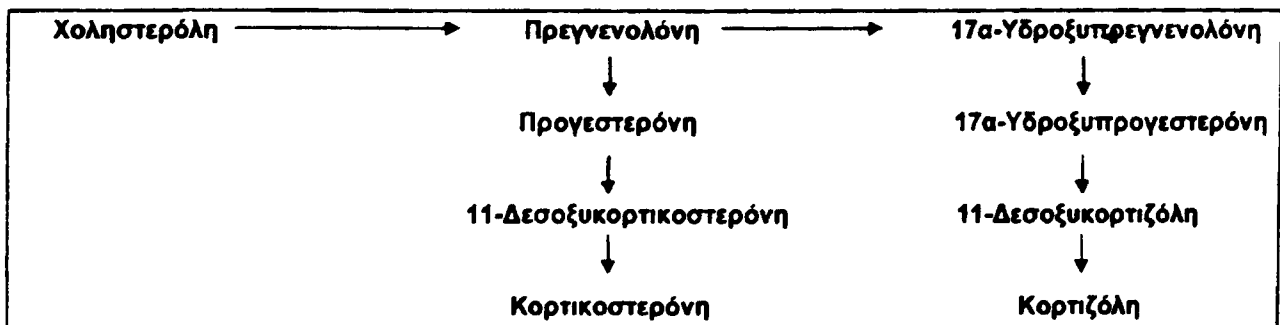 Χοληστερόλη Πρεγνενολόνη 17α-Υδροξυπρεγνενολόνη
Προγεστερόνη 17α-Υδροξυπρογεστερόνη
11-Δεσοξυκορτικοστερόνη 11-Δεσοξυκορτιζόλη
Κορτικοστερόνη Κορτιζόλη